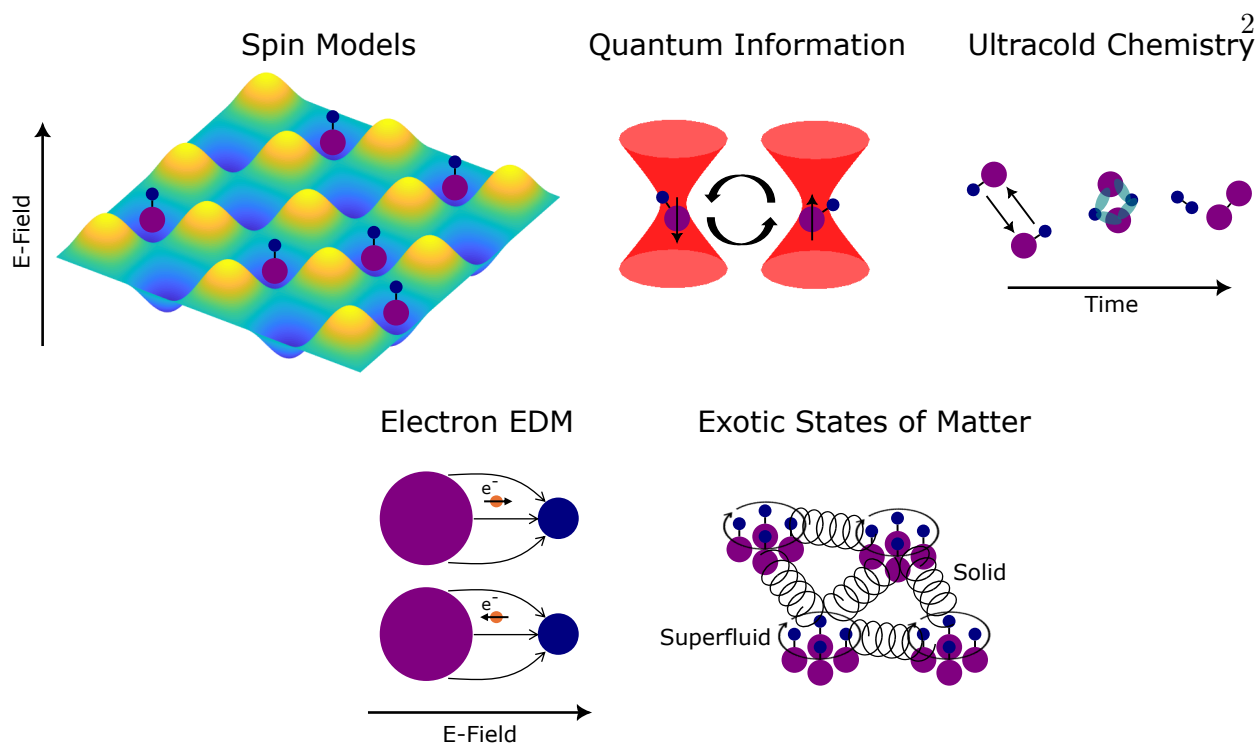 2
Spin Models
Quantum Information
Ultracold Chemistry
E-Field
Time
Electron EDM
Exotic States of Matter
e⁻
e⁻
Solid
Superfluid
E-Field